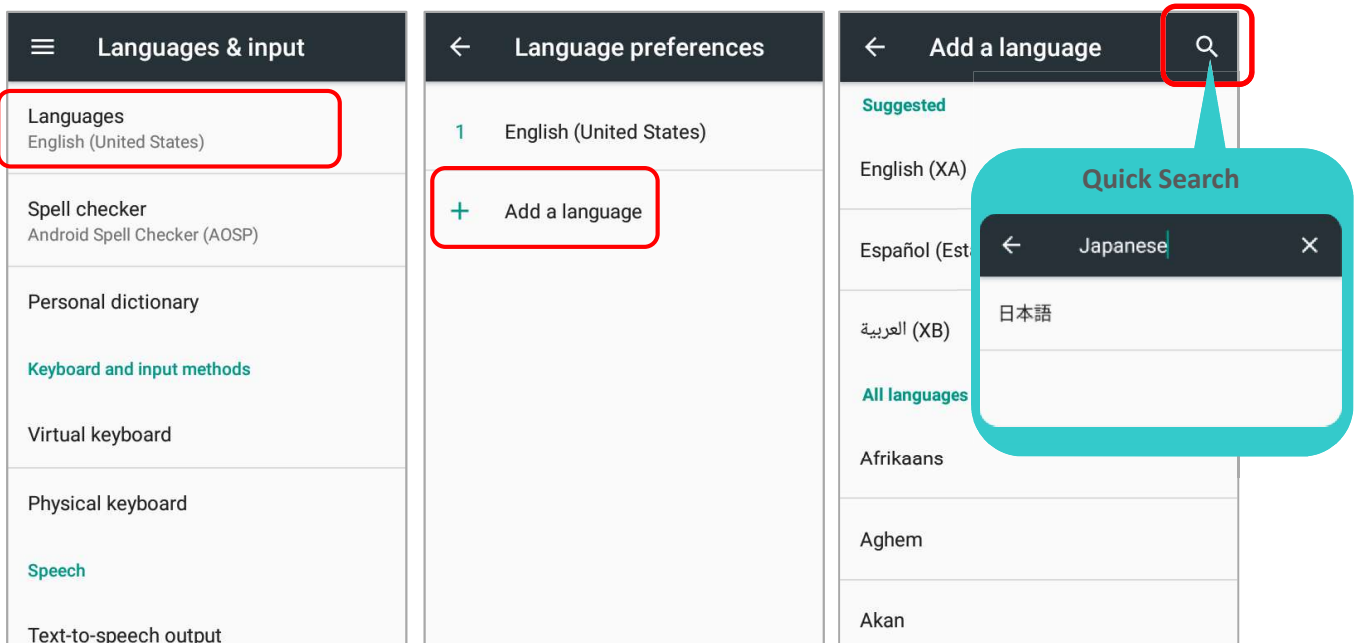 Languages & input
Languages
English (United States)
Spell checker
Android Spell Checker (AOSP)
Personal dictionary
Keyboard and input methods
Virtual keyboard
Physical keyboard
Speech
Text-to-speech output
Language preferences
1 English (United States)
+ Add a language
Add a language
Suggested
English (XA)
Español (Est
العربية (XB)
All languages
Afrikaans
Aghem
Akan
Quick Search
Japanese
日本語